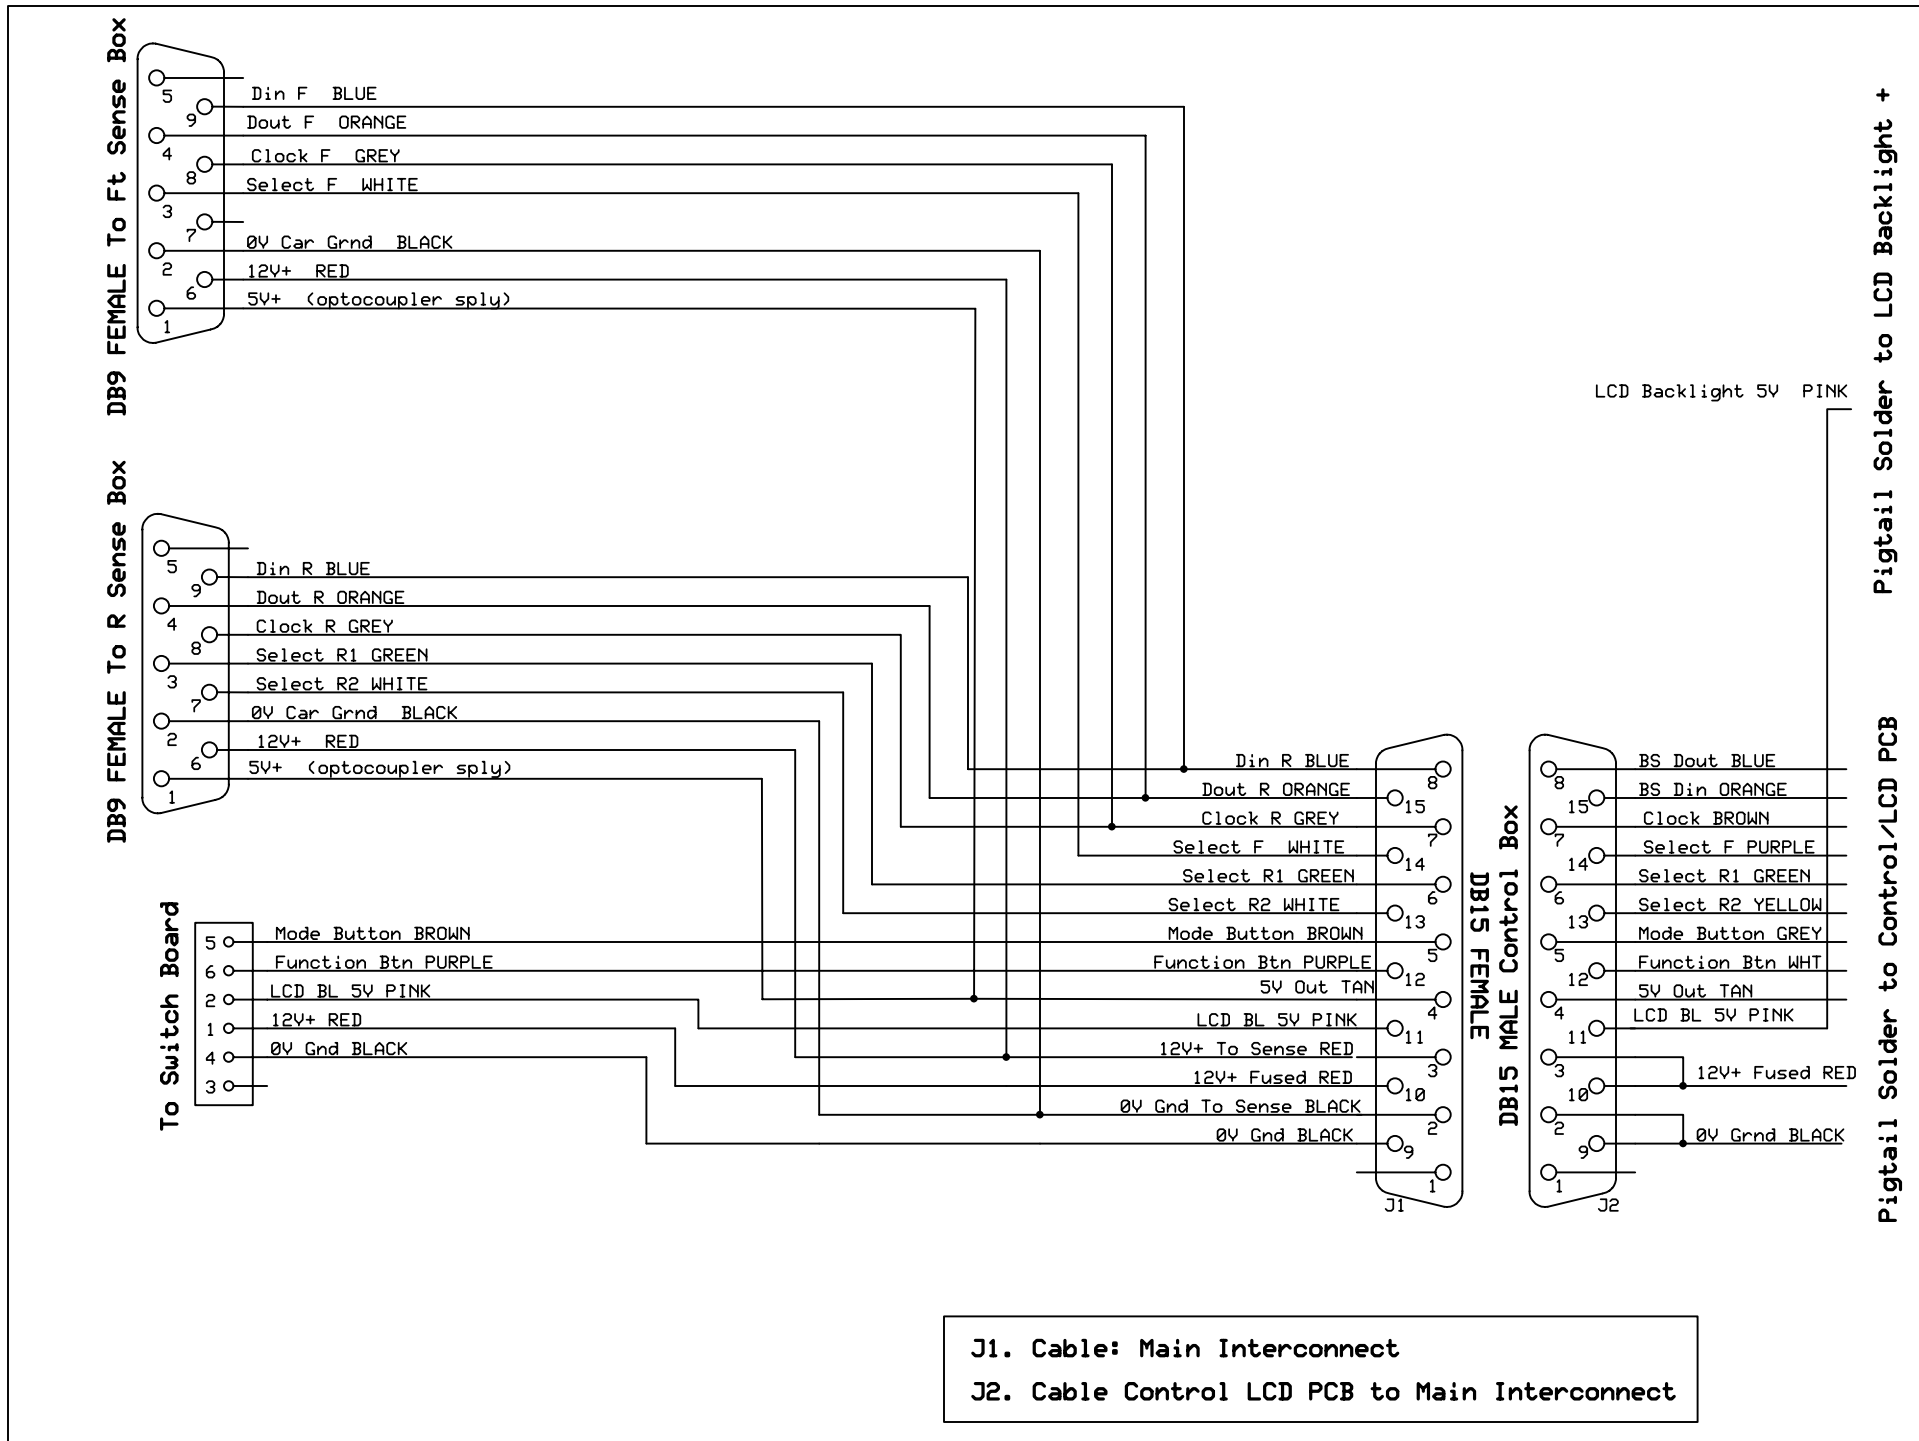 DB9 FEMALE To Ft Sense Box
5
Din F BLUE
9
Dout F ORANGE
4
Clock F GREY
8
Select F WHITE
3
7
0V Car Grnd BLACK
2
12V+ RED
6
5V+ (optocoupler sply)
1
DB9 FEMALE To R Sense Box
5
Din R BLUE
9
Dout R ORANGE
4
Clock R GREY
8
Select R1 GREEN
3
Select R2 WHITE
7
0V Car Grnd BLACK
2
12V+ RED
6
5V+ (optocoupler sply)
1
To Switch Board
5 Mode Button BROWN
6 Function Btn PURPLE
2 LCD BL 5V PINK
1 12V+ RED
4 0V Gnd BLACK
3
Din R BLUE
8
Dout R ORANGE
15
Clock R GREY
7
Select F WHITE
14
Select R1 GREEN
6
Select R2 WHITE
13
Mode Button BROWN
5
Function Btn PURPLE
12
5V Out TAN
4
LCD BL 5V PINK
11
12V+ To Sense RED
3
12V+ Fused RED
10
0V Gnd To Sense BLACK
2
0V Gnd BLACK
9
1
J1
DB15 FEMALE
DB15 MALE Control Box
BS Dout BLUE
8
BS Din ORANGE
15
Clock BROWN
7
Select F PURPLE
14
Select R1 GREEN
6
Select R2 YELLOW
13
Mode Button GREY
5
Function Btn WHT
12
5V Out TAN
4
LCD BL 5V PINK
11
3
12V+ Fused RED
10
2
0V Grnd BLACK
9
1
J2
LCD Backlight 5V PINK
Pigtail Solder to LCD Backlight +
Pigtail Solder to Control/LCD PCB
J1. Cable: Main Interconnect
J2. Cable Control LCD PCB to Main Interconnect